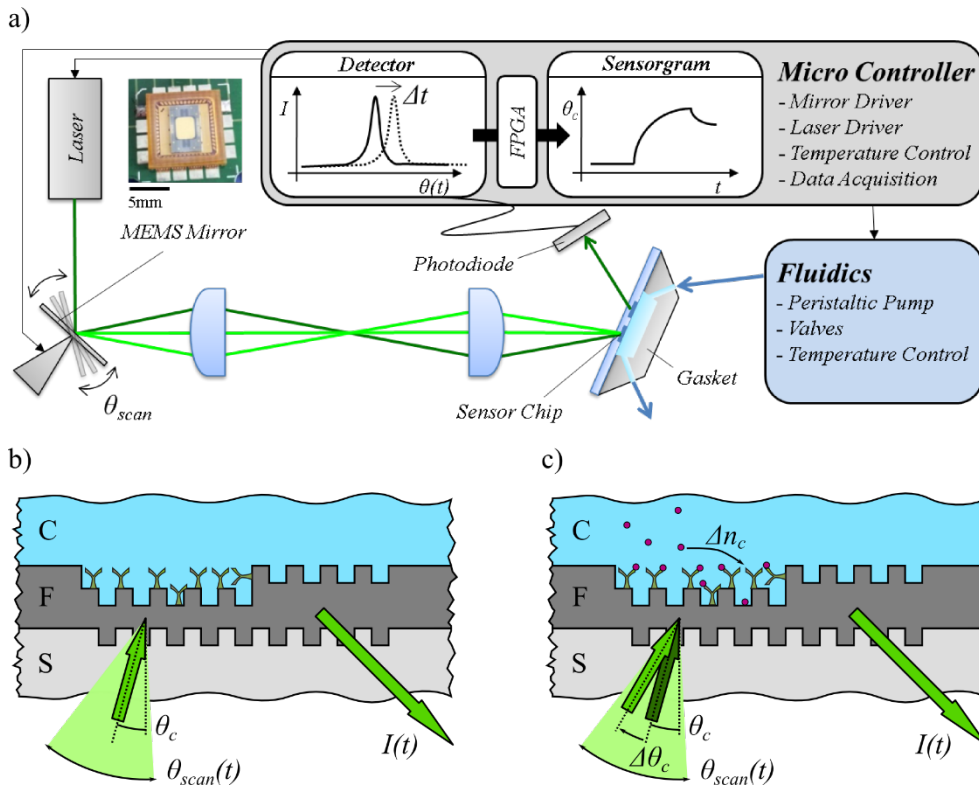 a)
Detector
I
Δt
θ(t)
FPGA
Sensorgram
θc
t
Micro Controller
- Mirror Driver
- Laser Driver
- Temperature Control
- Data Acquisition
Laser
5mm
MEMS Mirror
θscan
Photodiode
Sensor Chip
Gasket
Fluidics
- Peristaltic Pump
- Valves
- Temperature Control
b)
C
F
S
θc
θscan(t)
I(t)
c)
C
Δnc
F
S
θc
Δθc
θscan(t)
I(t)